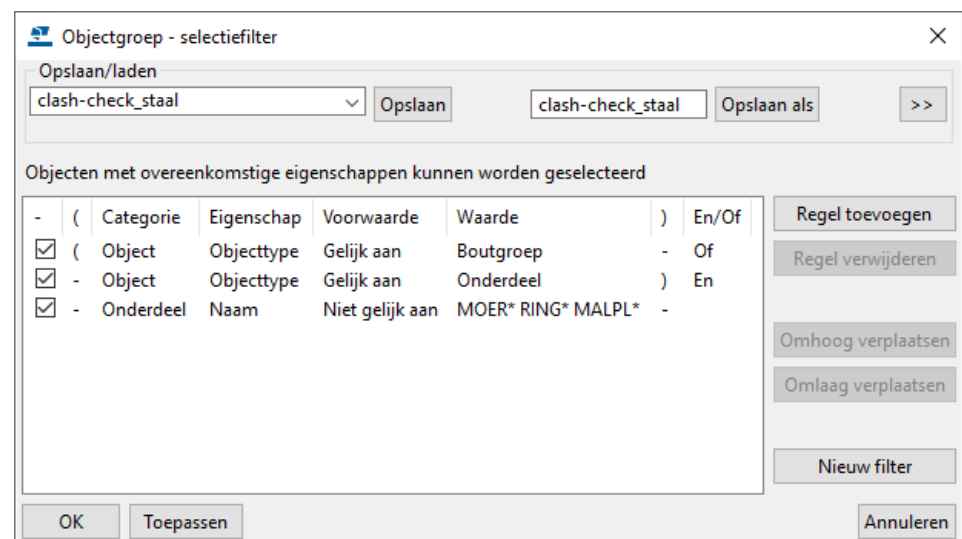 Objectgroep - selectiefilter
Opslaan/laden
clash-check_staal Opslaan clash-check_staal Opslaan als >>
Objecten met overeenkomstige eigenschappen kunnen worden geselecteerd
- ( Categorie Eigenschap Voorwaarde Waarde ) En/Of
( Object Objecttype Gelijk aan Boutgroep - Of
- Object Objecttype Gelijk aan Onderdeel ) En
- Onderdeel Naam Niet gelijk aan MOER* RING* MALPL* -
Regel toevoegen
Regel verwijderen
Omhoog verplaatsen
Omlaag verplaatsen
Nieuw filter
OK Toepassen Annuleren